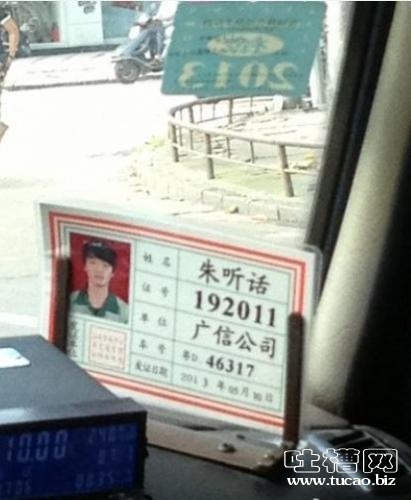 2013
姓名 朱听话
证号 192011
单位 广信公司
车号 粤D·46317
发证日期 2013 年 05月 10日
10.00
吐槽网
www.tucao.biz